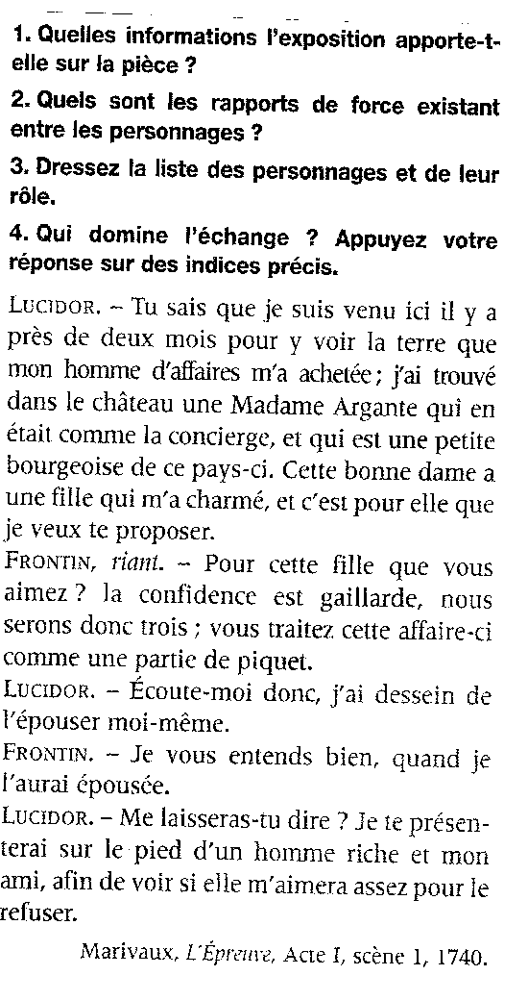 1. Quelles informations l'exposition apporte-t-
elle sur la pièce ?
2. Quels sont les rapports de force existant
entre les personnages ?
3. Dressez la liste des personnages et de leur
rôle.
4. Qui domine l'échange ? Appuyez votre
réponse sur des indices précis.
LUCIDOR. – Tu sais que je suis venu ici il y a
près de deux mois pour y voir la terre que
mon homme d'affaires m'a achetée ; j'ai trouvé
dans le château une Madame Argante qui en
était comme la concierge, et qui est une petite
bourgeoise de ce pays-ci. Cette bonne dame a
une fille qui m'a charmé, et c'est pour elle que
je veux te proposer.
FRONTIN, riant. – Pour cette fille que vous
aimez ? la confidence est gaillarde, nous
serons donc trois ; vous traitez cette affaire-ci
comme une partie de piquet.
LUCIDOR. – Écoute-moi donc, j'ai dessein de
l'épouser moi-même.
FRONTIN. – Je vous entends bien, quand je
l'aurai épousée.
LUCIDOR. – Me laisseras-tu dire ? Je te présen-
terai sur le pied d'un homme riche et mon
ami, afin de voir si elle m'aimera assez pour le
refuser.
Marivaux, L'Épreuve, Acte I, scène 1, 1740.